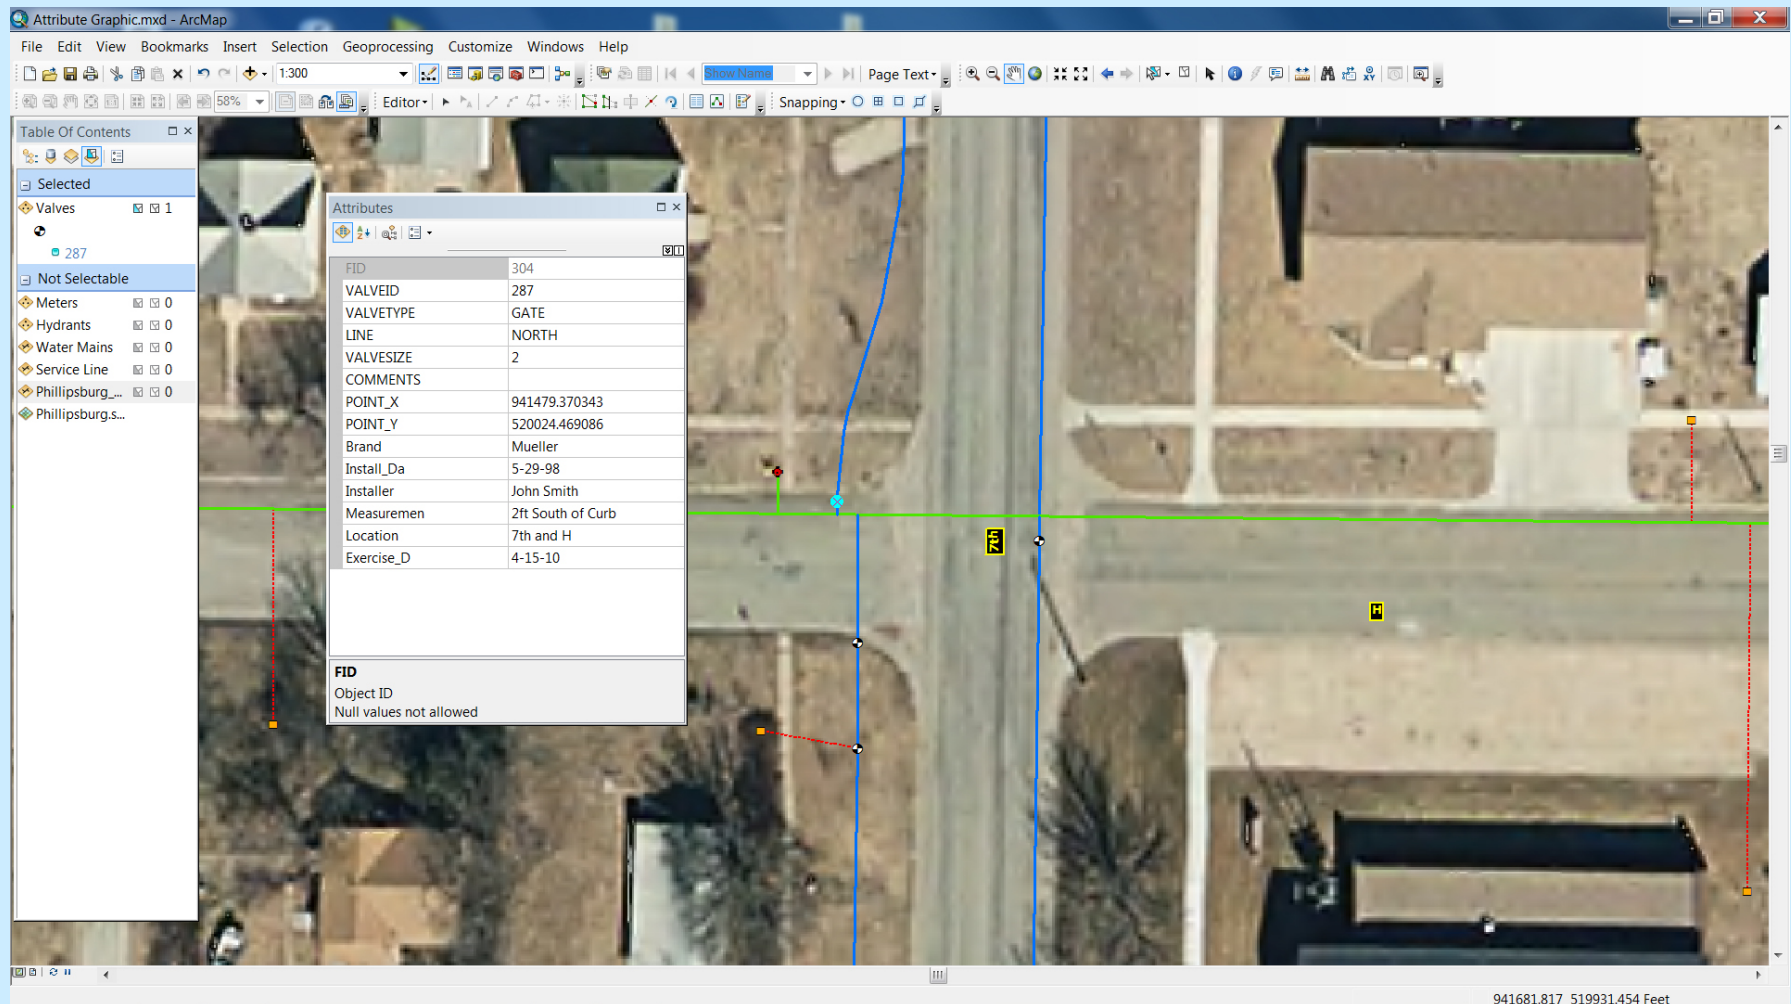 Attribute Graphic.mxd - ArcMap
File Edit View Bookmarks Insert Selection Geoprocessing Customize Windows Help
1:300 Show Name Page Text
58% Editor Snapping
Table Of Contents
Selected
Valves 1
287
Not Selectable
Meters 0
Hydrants 0
Water Mains 0
Service Line 0
Phillipsburg_... 0
Phillipsburg.s...
Attributes
FID 304
VALVEID 287
VALVETYPE GATE
LINE NORTH
VALVESIZE 2
COMMENTS
POINT_X 941479.370343
POINT_Y 520024.469086
Brand Mueller
Install_Da 5-29-98
Installer John Smith
Measuremen 2ft South of Curb
Location 7th and H
Exercise_D 4-15-10
FID
Object ID
Null values not allowed
7th
H
941681.817 519931.454 Feet